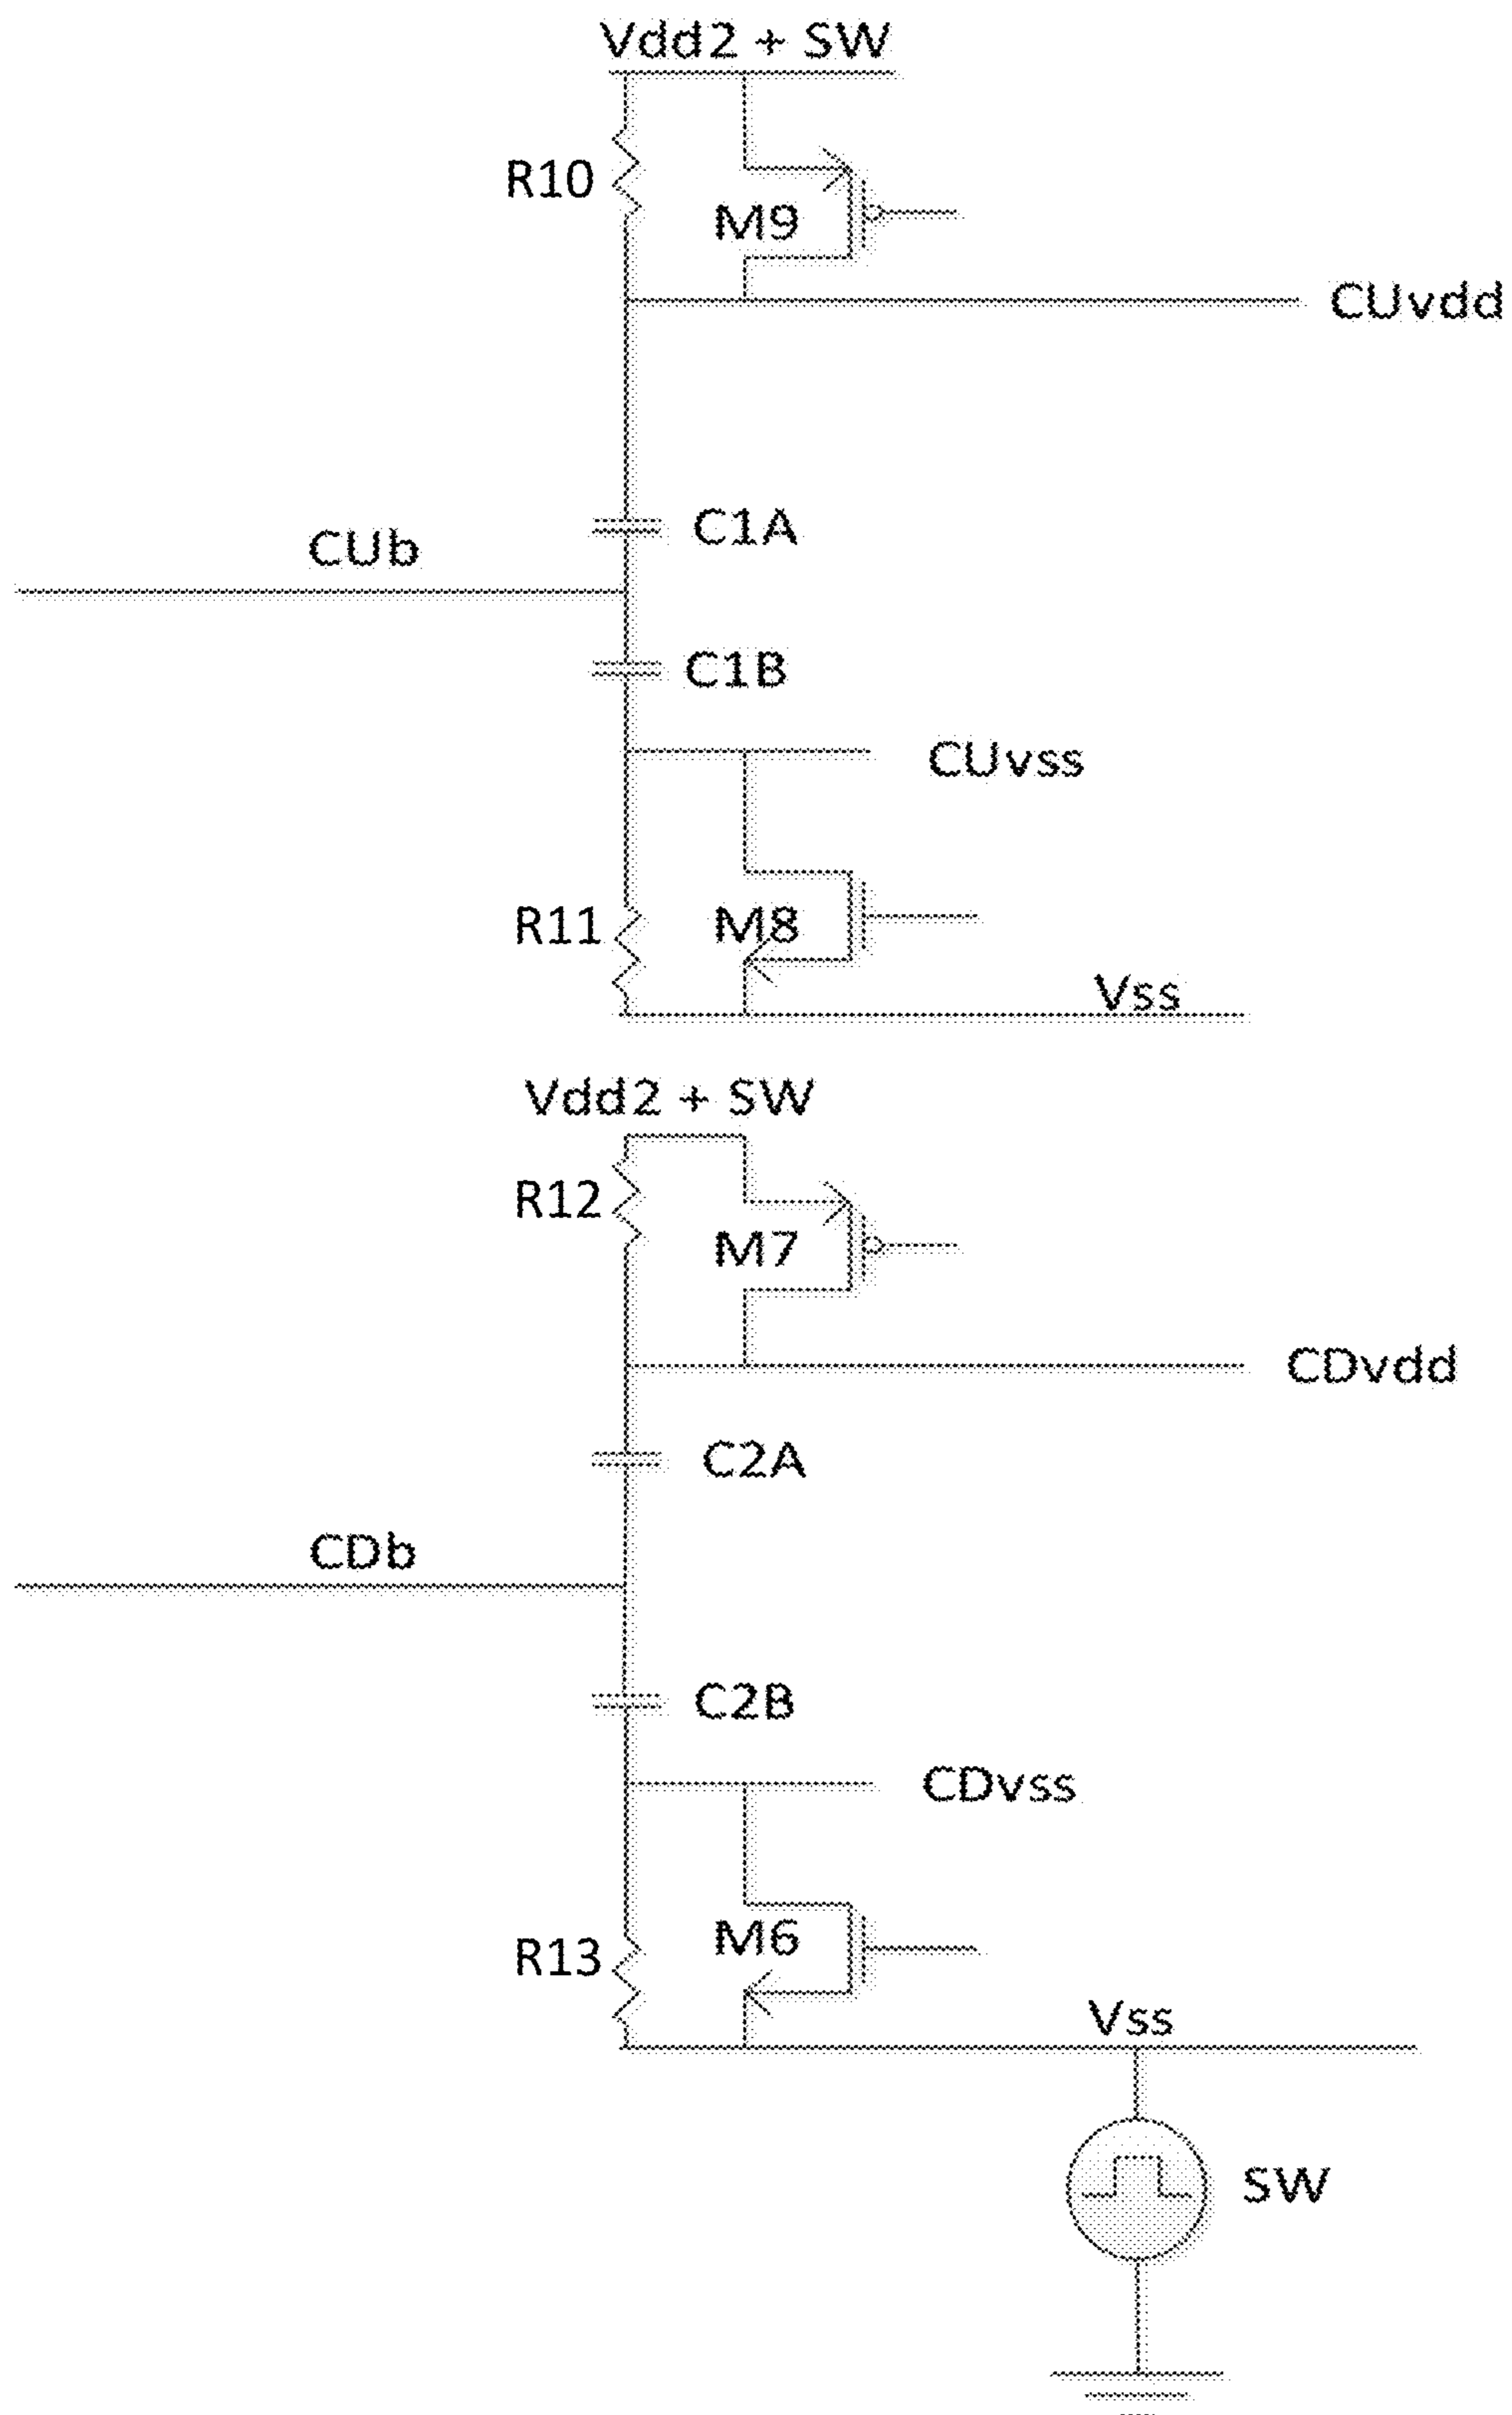 Vdd2 + SW
R10
M9
CUvdd
C1A
CUb
C1B
CUvss
R11
M8
Vss
Vdd2 + SW
R12
M7
CDvdd
C2A
CDb
C2B
CDvss
M6
R13
Vss
SW